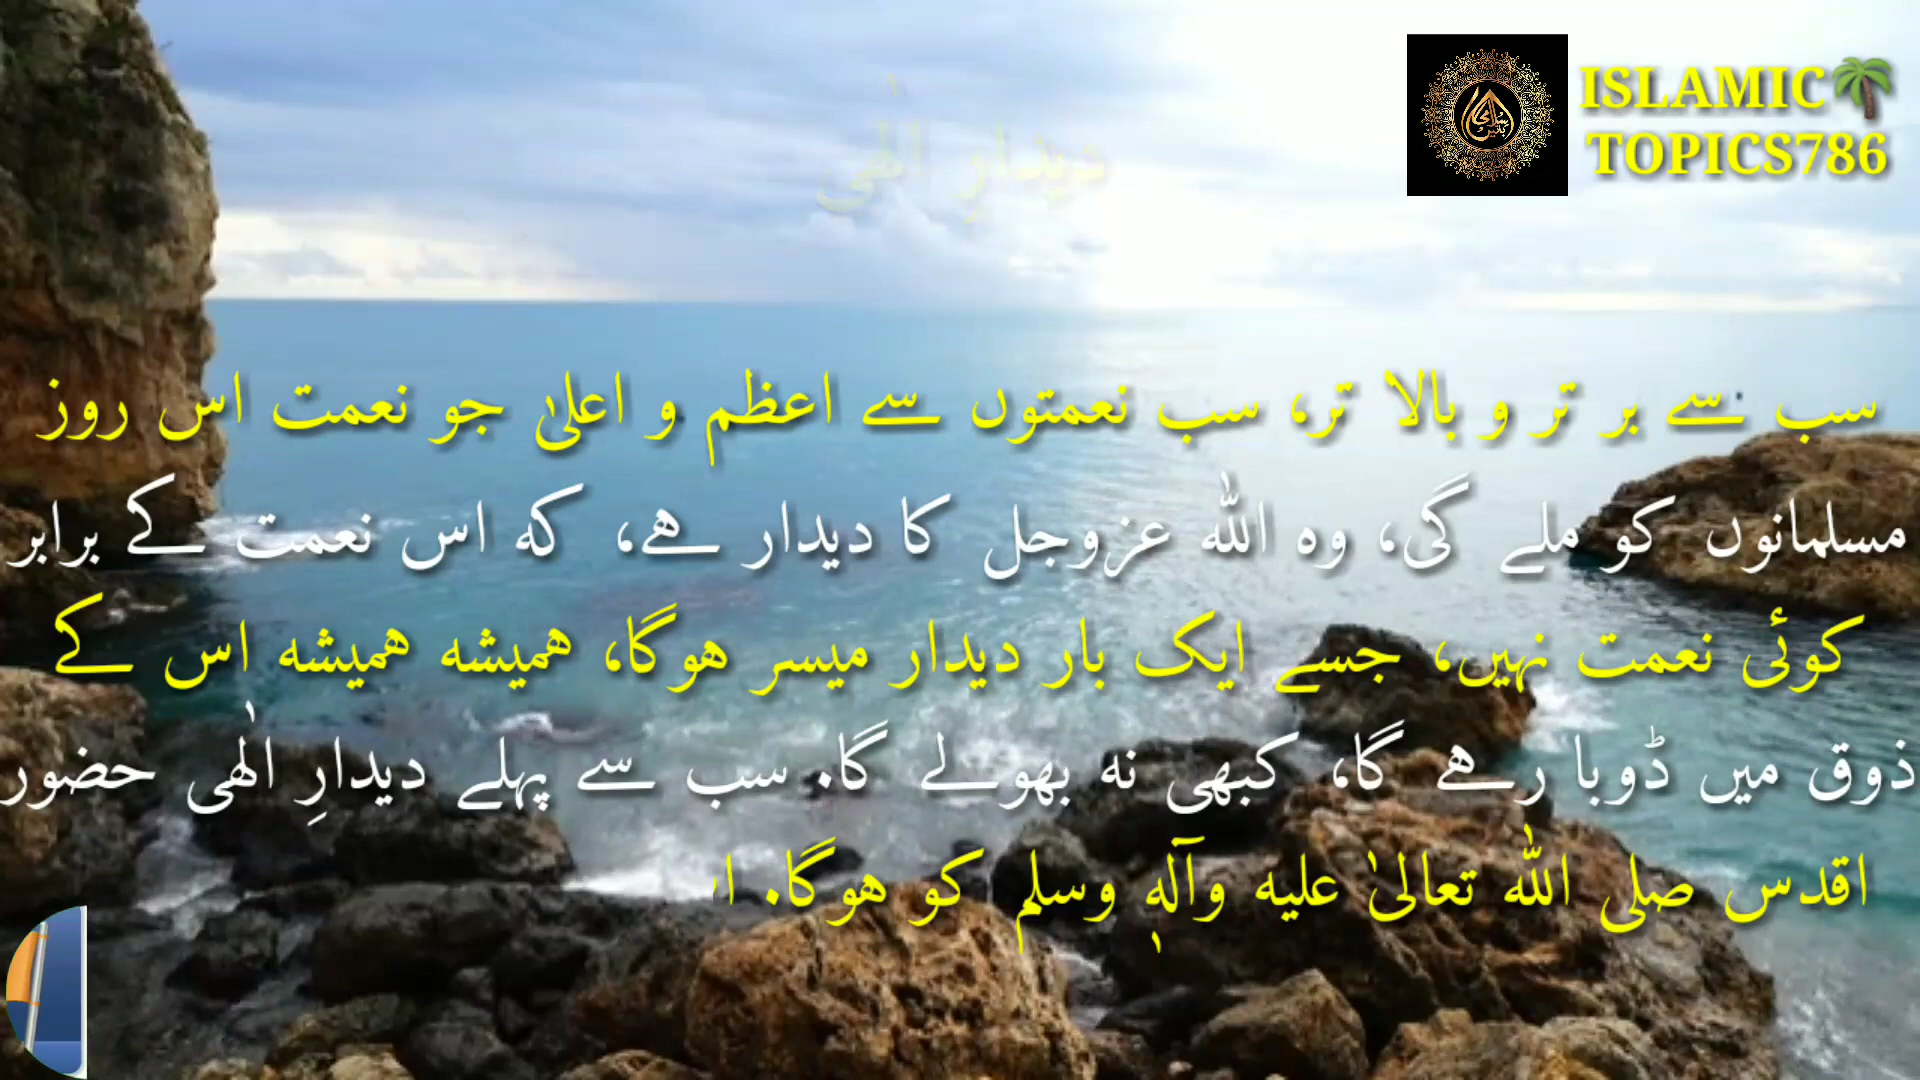 ISLAMIC🌴
TOPICS786
دیدارِ الٰھی
سب سے بر تر و بالا تر، سب نعمتوں سے اعظم و اعلیٰ جو نعمت اس روز
مسلمانوں کو ملے گی، وہ اللہ عزوجل کا دیدار ہے، کہ اس نعمت کے برابر
کوئی نعمت نہیں، جسے ایک بار دیدار میسر ہوگا، ہمیشہ ہمیشہ اس کے
ذوق میں ڈوبا رہے گا، کبھی نہ بھولے گا. سب سے پہلے دیدارِ الٰھی حضور
اقدس صلی اللہ تعالیٰ علیہ وآلہٖ وسلم کو ہوگا. ا